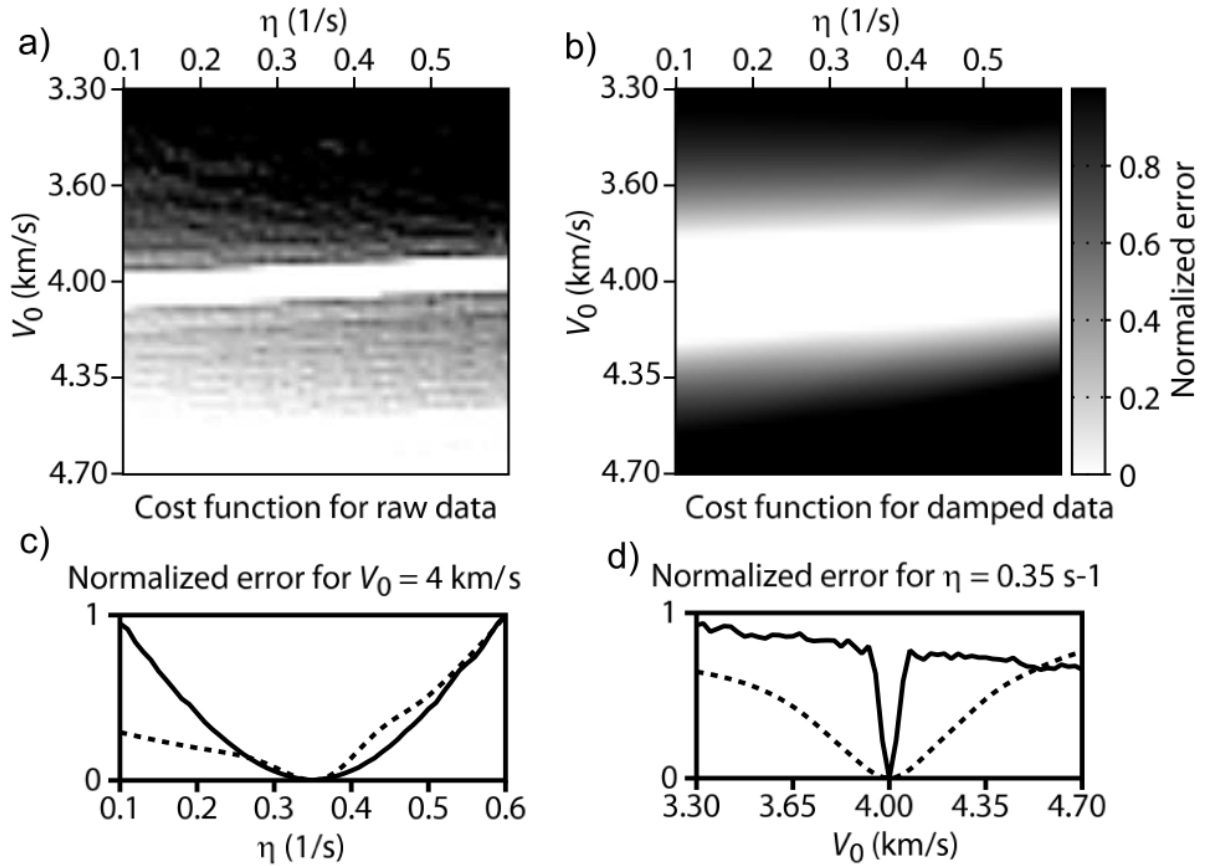 a)
η (1/s)
0.1 0.2 0.3 0.4 0.5
3.30
3.60
4.00
4.35
4.70
V0 (km/s)
Cost function for raw data
b)
η (1/s)
0.1 0.2 0.3 0.4 0.5
3.30
3.60
4.00
4.35
4.70
V0 (km/s)
0.8
0.6
0.4
0.2
0
Normalized error
Cost function for damped data
c)
Normalized error for V0 = 4 km/s
1
0
0.1 0.2 0.3 0.4 0.5 0.6
η (1/s)
d)
Normalized error for η = 0.35 s-1
1
0
3.30 3.65 4.00 4.35 4.70
V0 (km/s)